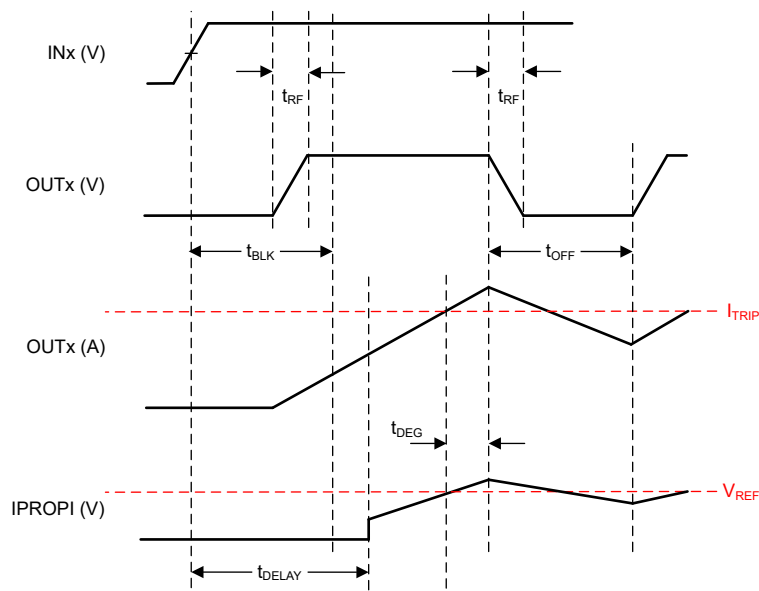 INx (V)
tRF
tRF
OUTx (V)
tBLK
tOFF
ITRIP
OUTx (A)
tDEG
VREF
IPROPI (V)
tDELAY